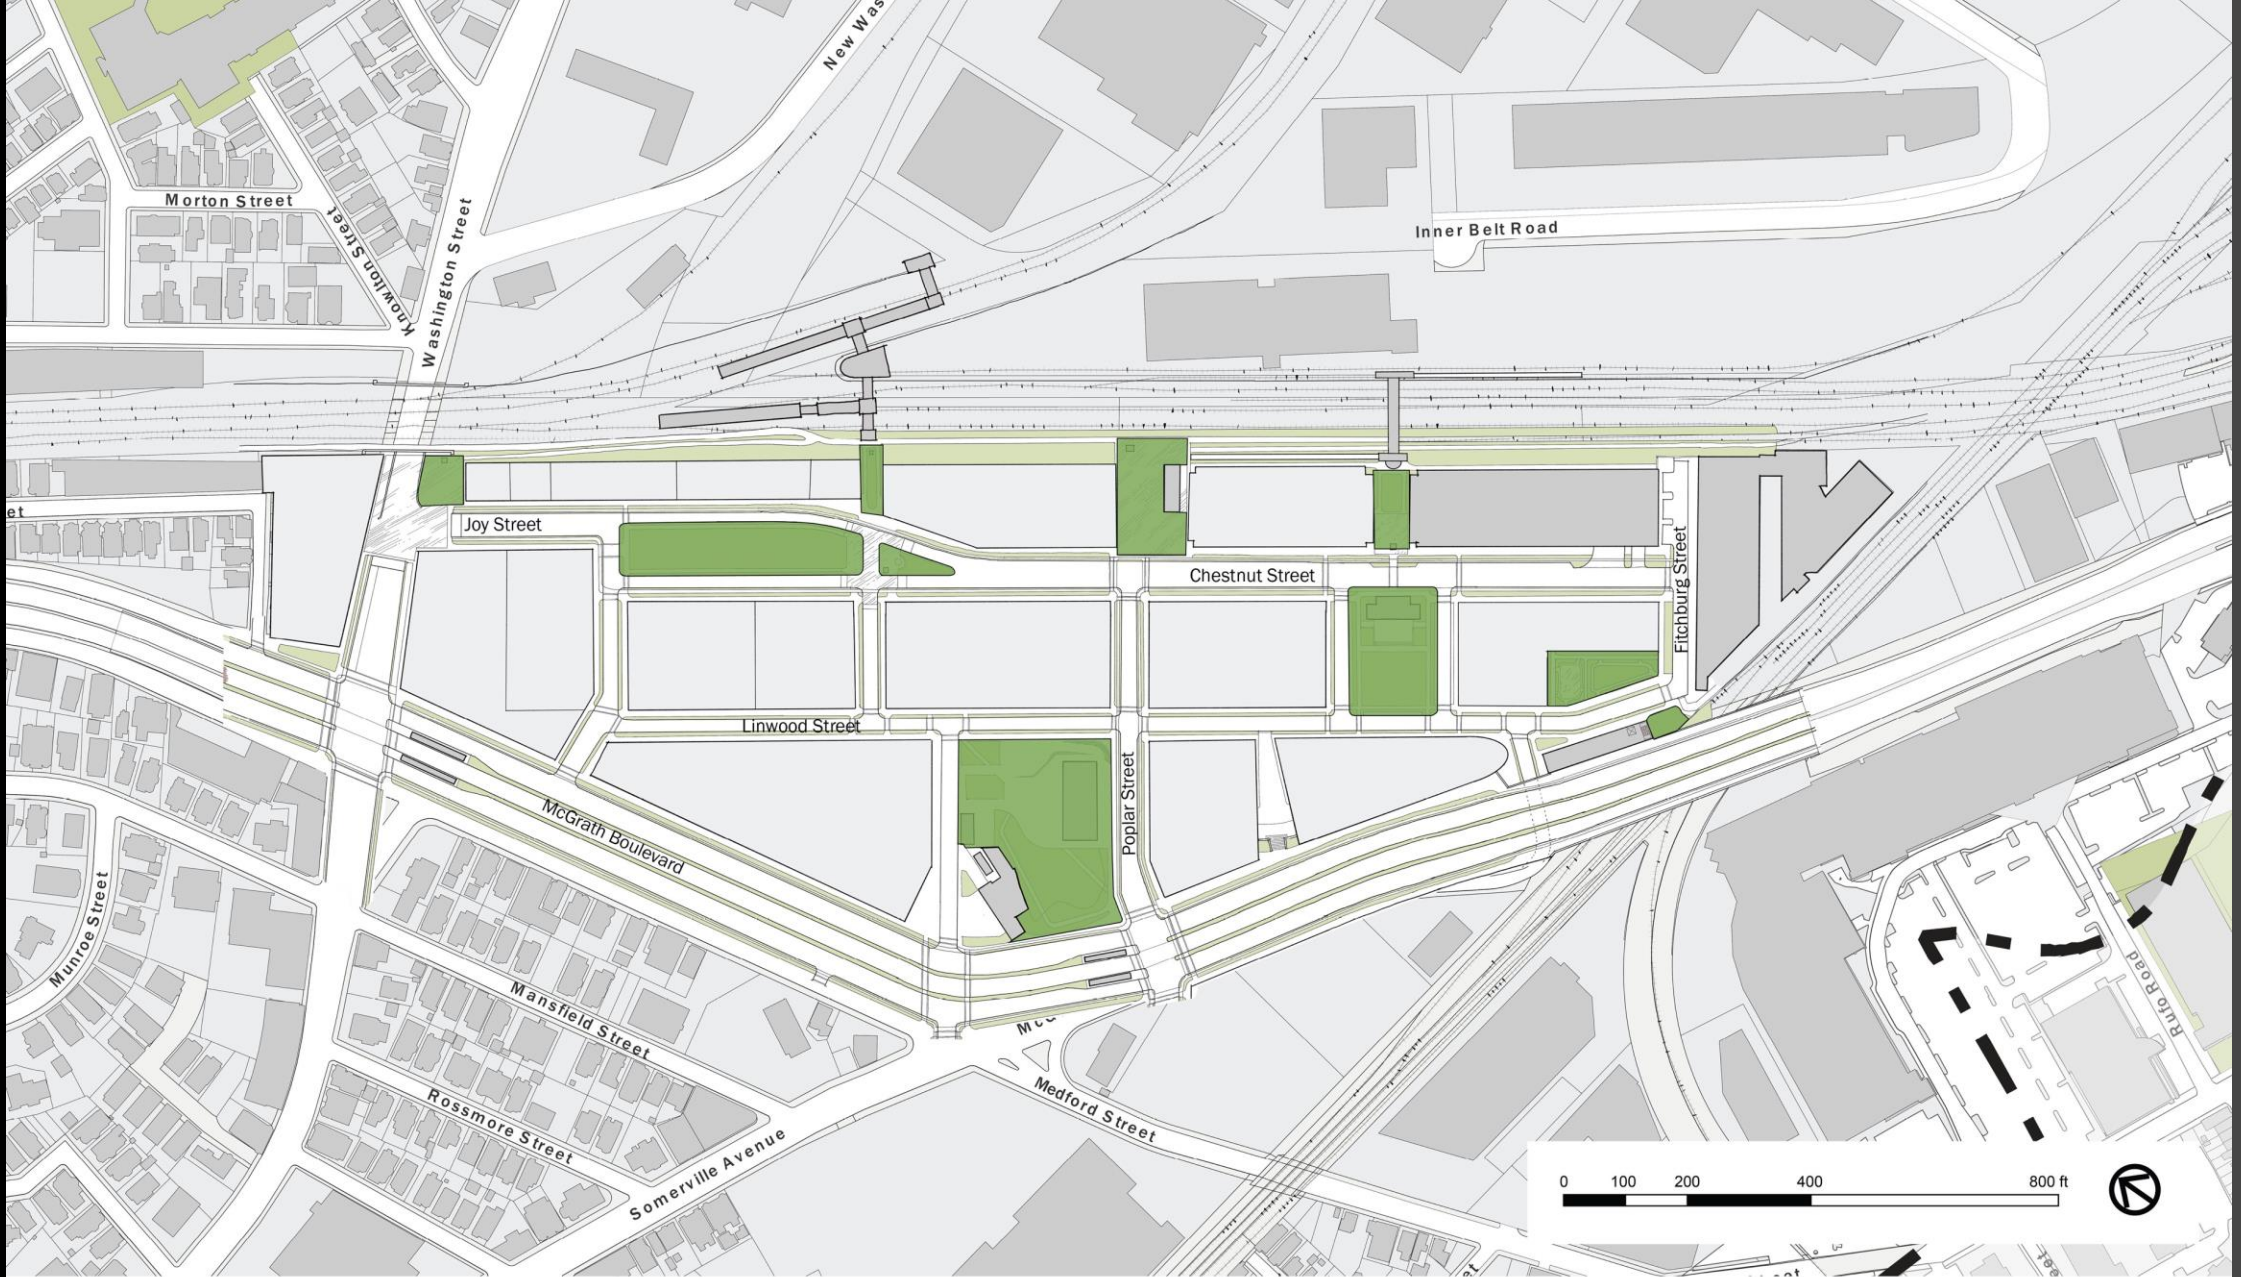 New Was
Morton Street
Knowlton Street
Washington Street
Inner Belt Road
et
Joy Street
Chestnut Street
Fitchburg Street
Linwood Street
Poplar Street
McGrath Boulevard
Munroe Street
Mansfield Street
Rossmore Street
Somerville Avenue
Medford Street
Rufo Road
0 100 200 400 800 ft
et